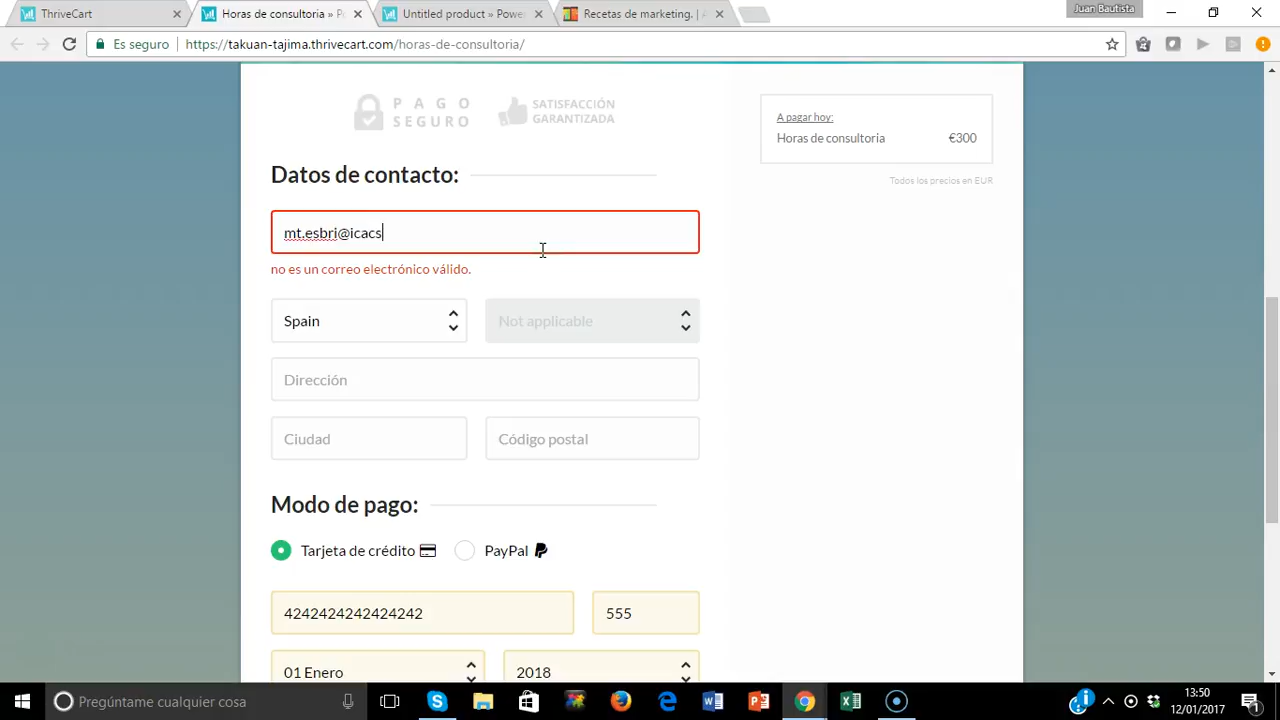 ThriveCart
Horas de consultoria » P
Untitled product » Power
Recetas de marketing. | A
Juan Bautista
Es seguro
https://takuan-tajima.thrivecart.com/horas-de-consultoria/
PAGO
SEGURO
SATISFACCIÓN
GARANTIZADA
A pagar hoy:
Horas de consultoria €300
Todos los precios en EUR
Datos de contacto:
mt.esbri@icacs
no es un correo electrónico válido.
Spain
Not applicable
Dirección
Ciudad
Código postal
Modo de pago:
Tarjeta de crédito
PayPal
4242424242424242
555
01 Enero
2018
Pregúntame cualquier cosa
13:50
12/01/2017